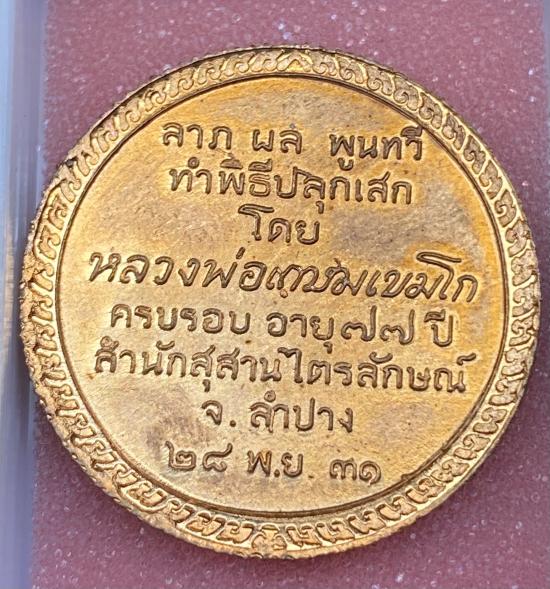 ลาภ ผล พูนทวี
ทำพิธีปลุกเสก
โดย
หลวงพ่อเกษมเขมโก
ครบรอบ อายุ๗๗ ปี
สำนักสุสานไตรลักษณ์
จ. ลำปาง
๒๘ พ.ย. ๓๑